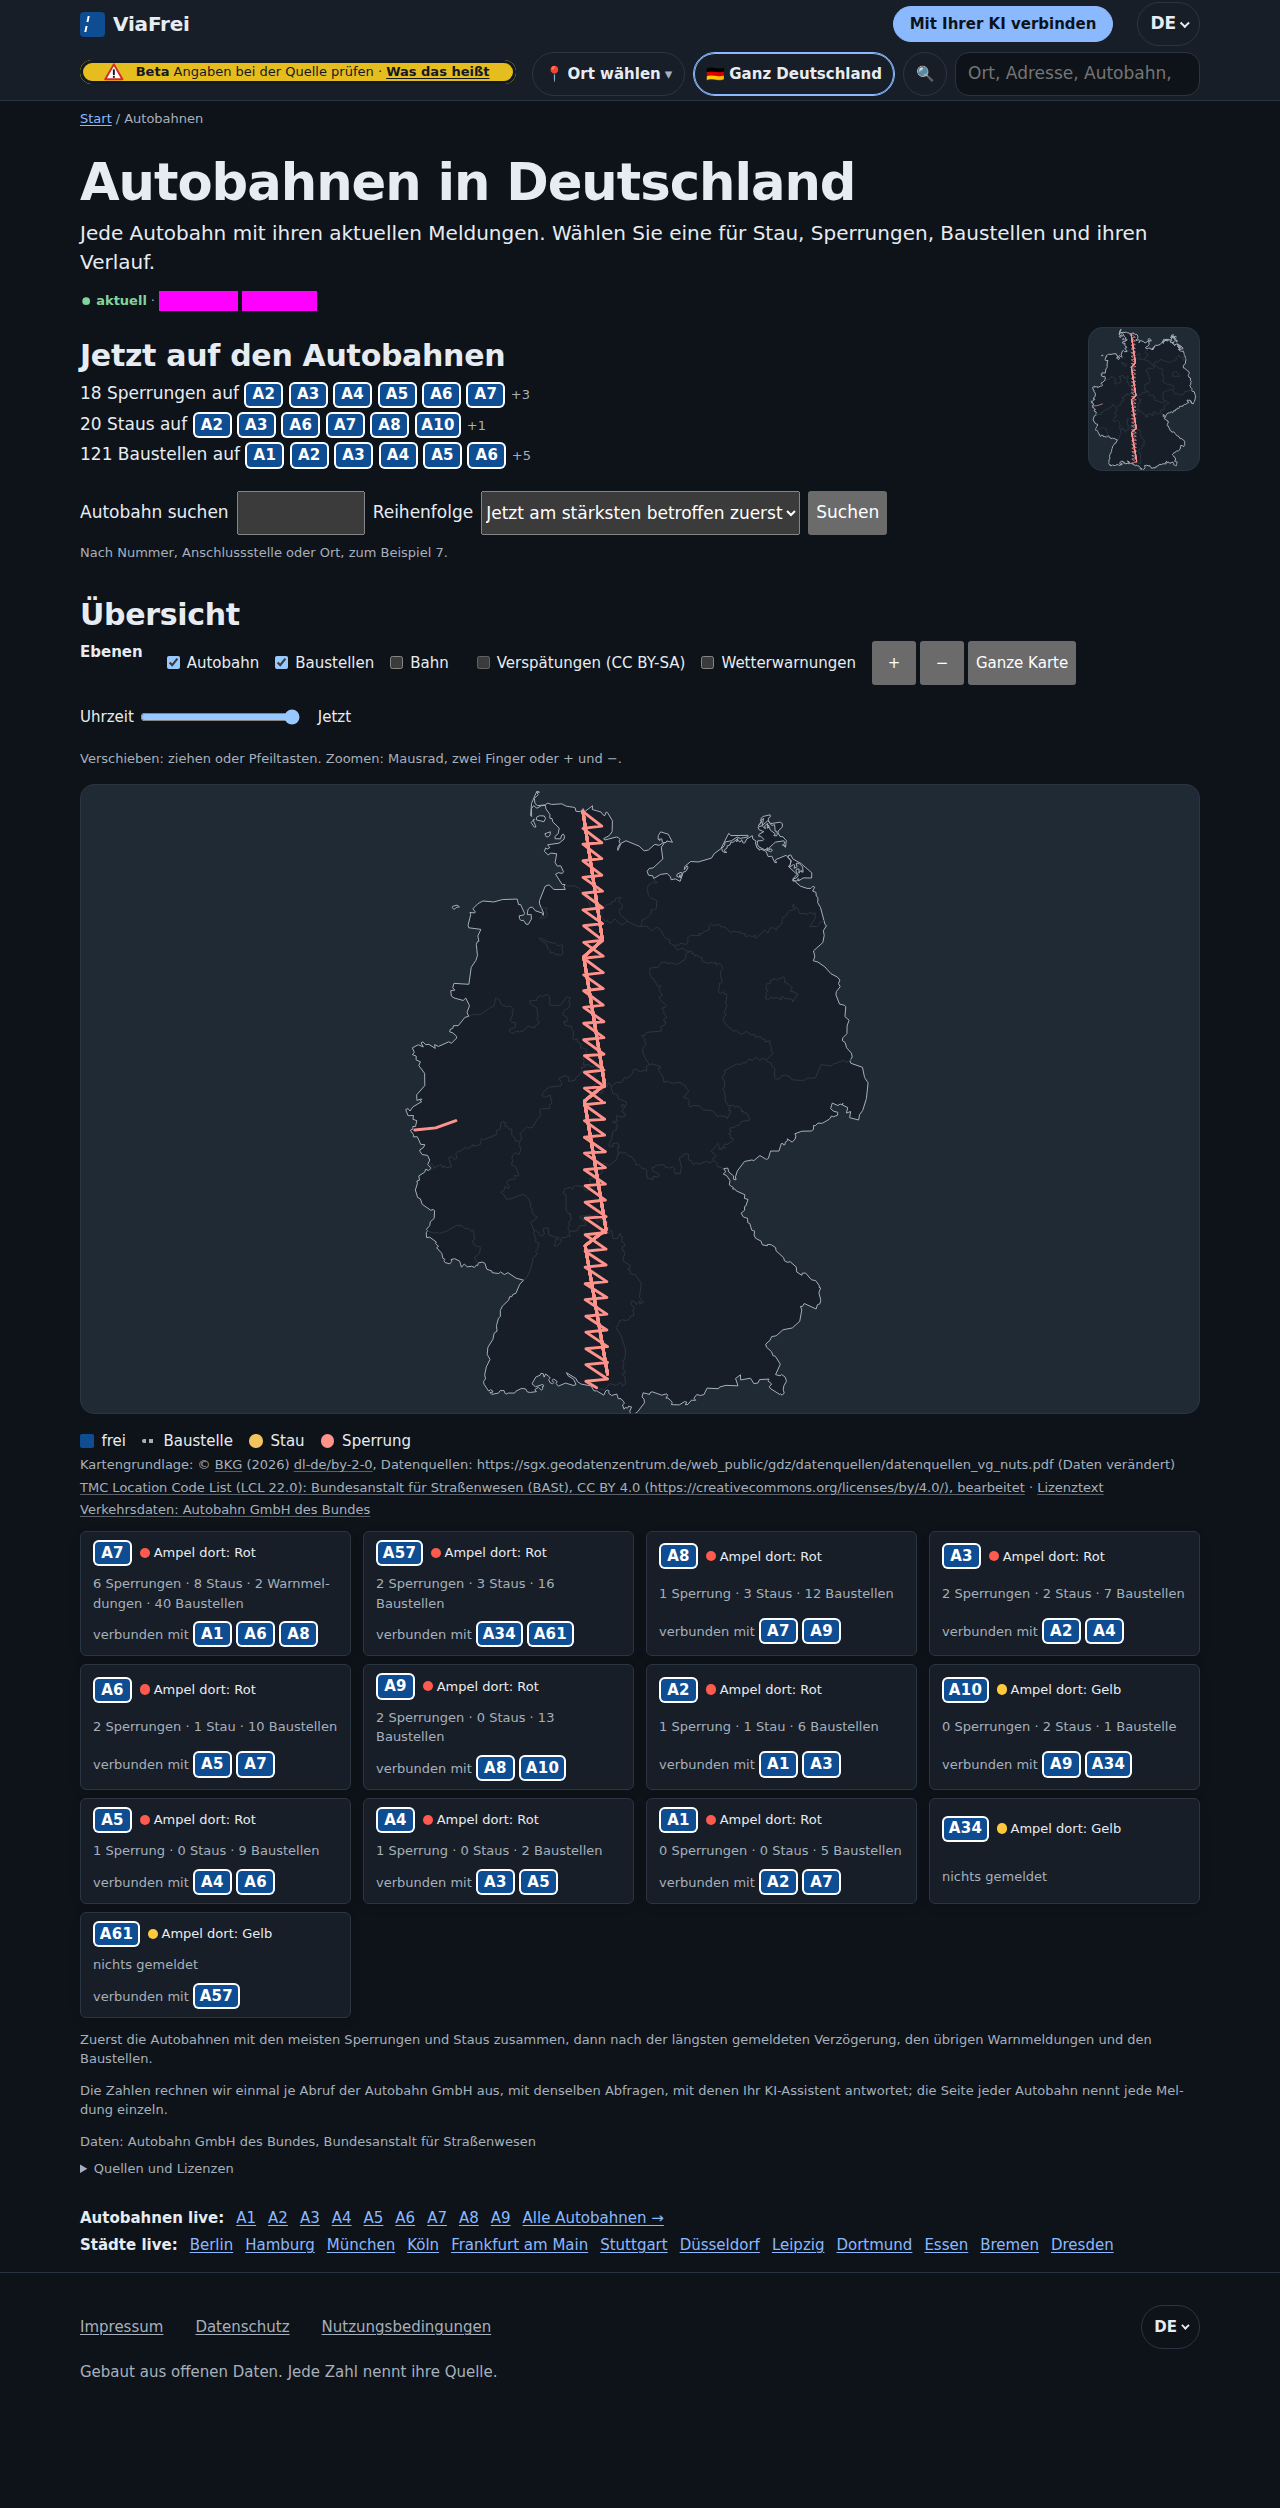 ViaFrei
Mit Ihrer KI verbinden
DE
Beta Angaben bei der Quelle prüfen · Was das heißt
Ort wählen ▾
Ganz Deutschland
Ort, Adresse, Autobahn,
Start / Autobahnen
Autobahnen in Deutschland
Jede Autobahn mit ihren aktuellen Meldungen. Wählen Sie eine für Stau, Sperrungen, Baustellen und ihren
Verlauf.
● aktuell ·
Jetzt auf den Autobahnen
18 Sperrungen auf A2 A3 A4 A5 A6 A7 +3
20 Staus auf A2 A3 A6 A7 A8 A10 +1
121 Baustellen auf A1 A2 A3 A4 A5 A6 +5
Autobahn suchen Reihenfolge Jetzt am stärksten betroffen zuerst Suchen
Nach Nummer, Anschlussstelle oder Ort, zum Beispiel 7.
Übersicht
Ebenen Autobahn Baustellen Bahn Verspätungen (CC BY-SA) Wetterwarnungen + − Ganze Karte
Uhrzeit Jetzt
Verschieben: ziehen oder Pfeiltasten. Zoomen: Mausrad, zwei Finger oder + und −.
frei Baustelle Stau Sperrung
Kartengrundlage: © BKG (2026) dl-de/by-2-0, Datenquellen: https://sgx.geodatenzentrum.de/web_public/gdz/datenquellen/datenquellen_vg_nuts.pdf (Daten verändert)
TMC Location Code List (LCL 22.0): Bundesanstalt für Straßenwesen (BASt), CC BY 4.0 (https://creativecommons.org/licenses/by/4.0/), bearbeitet · Lizenztext
Verkehrsdaten: Autobahn GmbH des Bundes
A7 Ampel dort: Rot
6 Sperrungen · 8 Staus · 2 Warnmel-
dungen · 40 Baustellen
verbunden mit A1 A6 A8
A57 Ampel dort: Rot
2 Sperrungen · 3 Staus · 16
Baustellen
verbunden mit A34 A61
A8 Ampel dort: Rot
1 Sperrung · 3 Staus · 12 Baustellen
verbunden mit A7 A9
A3 Ampel dort: Rot
2 Sperrungen · 2 Staus · 7 Baustellen
verbunden mit A2 A4
A6 Ampel dort: Rot
2 Sperrungen · 1 Stau · 10 Baustellen
verbunden mit A5 A7
A9 Ampel dort: Rot
2 Sperrungen · 0 Staus · 13
Baustellen
verbunden mit A8 A10
A2 Ampel dort: Rot
1 Sperrung · 1 Stau · 6 Baustellen
verbunden mit A1 A3
A10 Ampel dort: Gelb
0 Sperrungen · 2 Staus · 1 Baustelle
verbunden mit A9 A34
A5 Ampel dort: Rot
1 Sperrung · 0 Staus · 9 Baustellen
verbunden mit A4 A6
A4 Ampel dort: Rot
1 Sperrung · 0 Staus · 2 Baustellen
verbunden mit A3 A5
A1 Ampel dort: Rot
0 Sperrungen · 0 Staus · 5 Baustellen
verbunden mit A2 A7
A34 Ampel dort: Gelb
nichts gemeldet
A61 Ampel dort: Gelb
nichts gemeldet
verbunden mit A57
Zuerst die Autobahnen mit den meisten Sperrungen und Staus zusammen, dann nach der längsten gemeldeten Verzögerung, den übrigen Warnmeldungen und den
Baustellen.
Die Zahlen rechnen wir einmal je Abruf der Autobahn GmbH aus, mit denselben Abfragen, mit denen Ihr KI-Assistent antwortet; die Seite jeder Autobahn nennt jede Mel-
dung einzeln.
Daten: Autobahn GmbH des Bundes, Bundesanstalt für Straßenwesen
▶ Quellen und Lizenzen
Autobahnen live: A1 A2 A3 A4 A5 A6 A7 A8 A9 Alle Autobahnen →
Städte live: Berlin Hamburg München Köln Frankfurt am Main Stuttgart Düsseldorf Leipzig Dortmund Essen Bremen Dresden
Impressum Datenschutz Nutzungsbedingungen
DE
Gebaut aus offenen Daten. Jede Zahl nennt ihre Quelle.